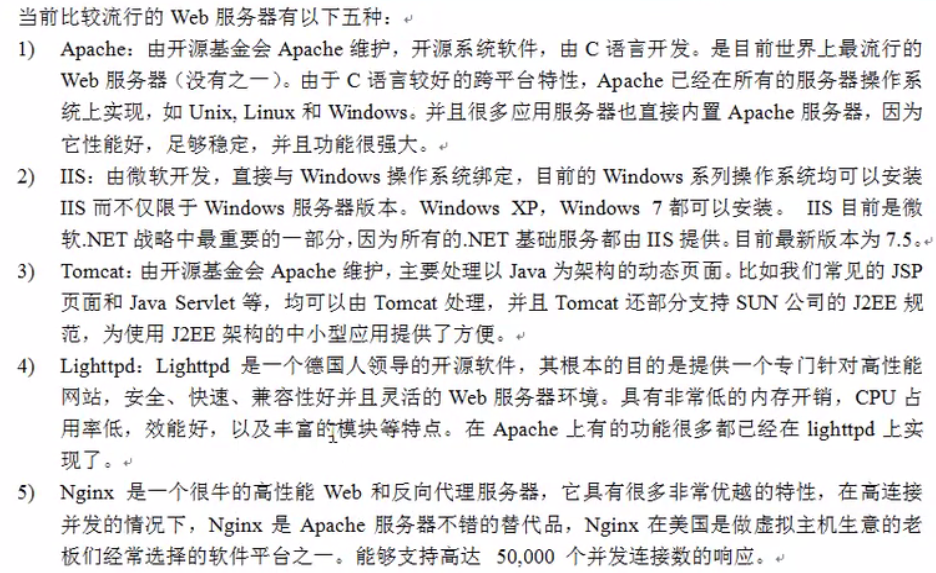 当前比较流行的 Web 服务器有以下五种：
1) Apache：由开源基金会 Apache 维护，开源系统软件，由 C 语言开发。是目前世界上最流行的
Web 服务器（没有之一）。由于 C 语言较好的跨平台特性，Apache 已经在所有的服务器操作系
统上实现，如 Unix, Linux 和 Windows。并且很多应用服务器也直接内置 Apache 服务器，因为
它性能好，足够稳定，并且功能很强大。
2) IIS：由微软开发，直接与 Windows 操作系统绑定，目前的 Windows 系列操作系统均可以安装
IIS 而不仅限于 Windows 服务器版本。Windows XP，Windows 7 都可以安装。 IIS 目前是微
软.NET 战略中最重要的一部分，因为所有的.NET 基础服务都由 IIS 提供。目前最新版本为 7.5。
3) Tomcat：由开源基金会 Apache 维护，主要处理以 Java 为架构的动态页面。比如我们常见的 JSP
页面和 Java Servlet 等，均可以由 Tomcat 处理，并且 Tomcat 还部分支持 SUN 公司的 J2EE 规
范，为使用 J2EE 架构的中小型应用提供了方便。
4) Lighttpd：Lighttpd 是一个德国人领导的开源软件，其根本的目的是提供一个专门针对高性能
网站，安全、快速、兼容性好并且灵活的 Web 服务器环境。具有非常低的内存开销，CPU 占
用率低，效能好，以及丰富的模块等特点。在 Apache 上有的功能很多都已经在 lighttpd 上实
现了。
5) Nginx 是一个很牛的高性能 Web 和反向代理服务器，它具有很多非常优越的特性，在高连接
并发的情况下，Nginx 是 Apache 服务器不错的替代品，Nginx 在美国是做虚拟主机生意的老
板们经常选择的软件平台之一。能够支持高达 50,000 个并发连接数的响应。